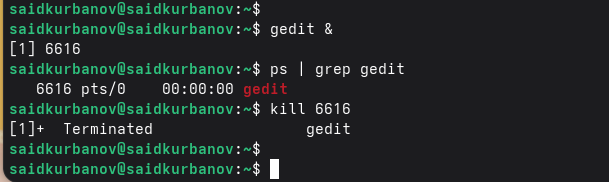 saidkurbanov@saidkurbanov:~$
saidkurbanov@saidkurbanov:~$ gedit &
[1] 6616
saidkurbanov@saidkurbanov:~$ ps | grep gedit
   6616 pts/0    00:00:00 gedit
saidkurbanov@saidkurbanov:~$ kill 6616
[1]+  Terminated              gedit
saidkurbanov@saidkurbanov:~$
saidkurbanov@saidkurbanov:~$